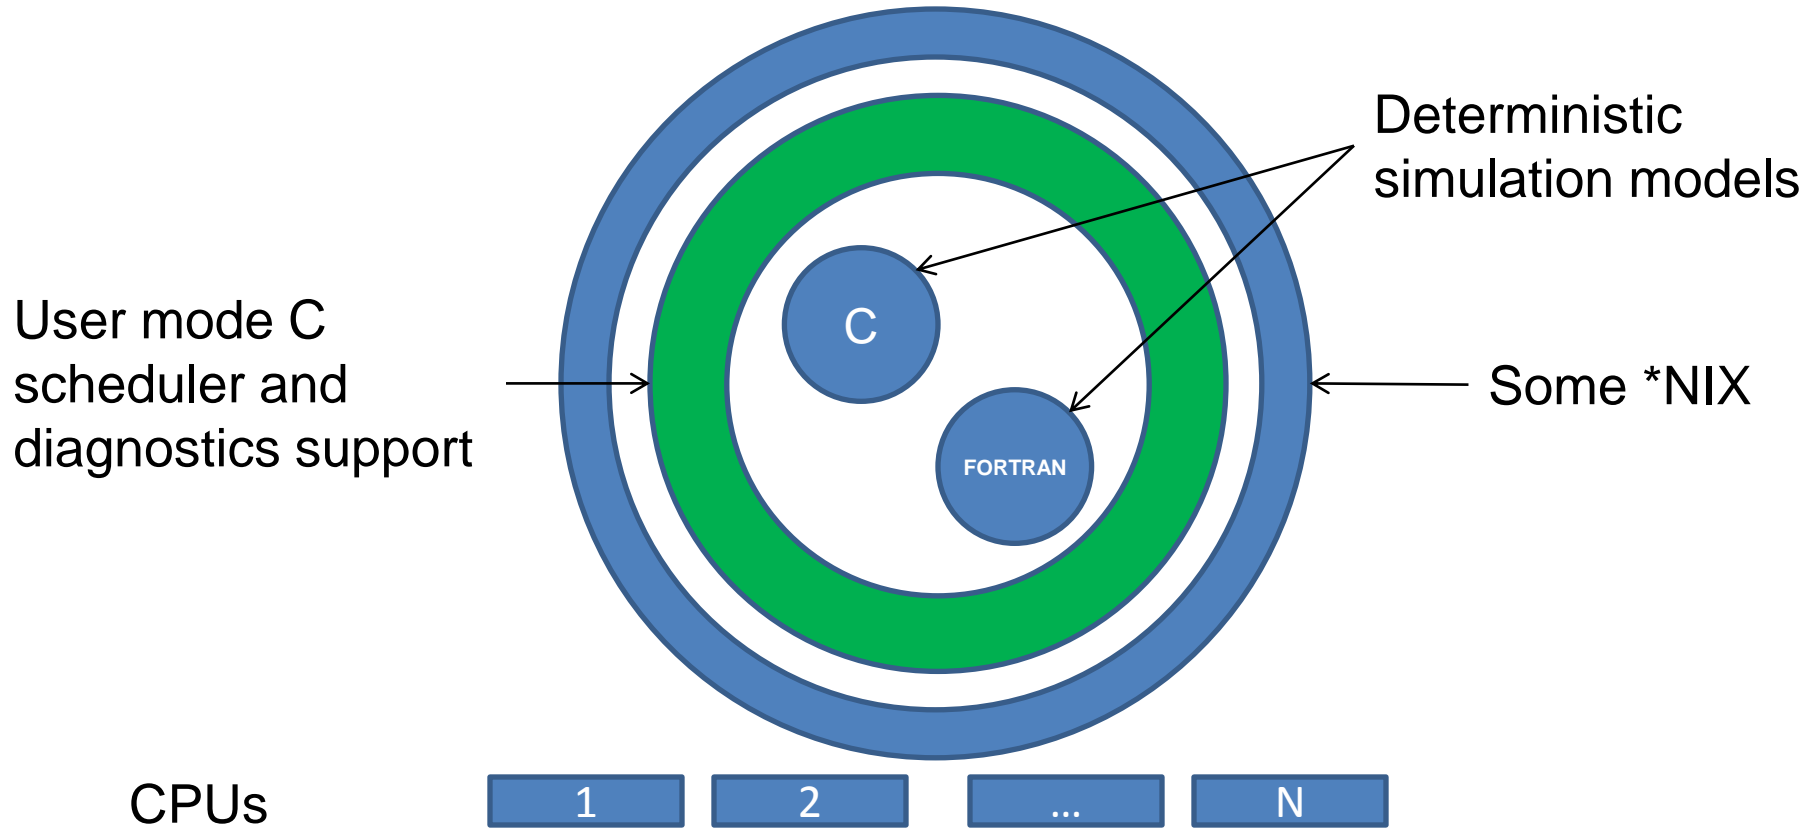 Deterministic
simulation models
User mode C
scheduler and
diagnostics support
C
FORTRAN
Some *NIX
CPUs
1
2
...
N